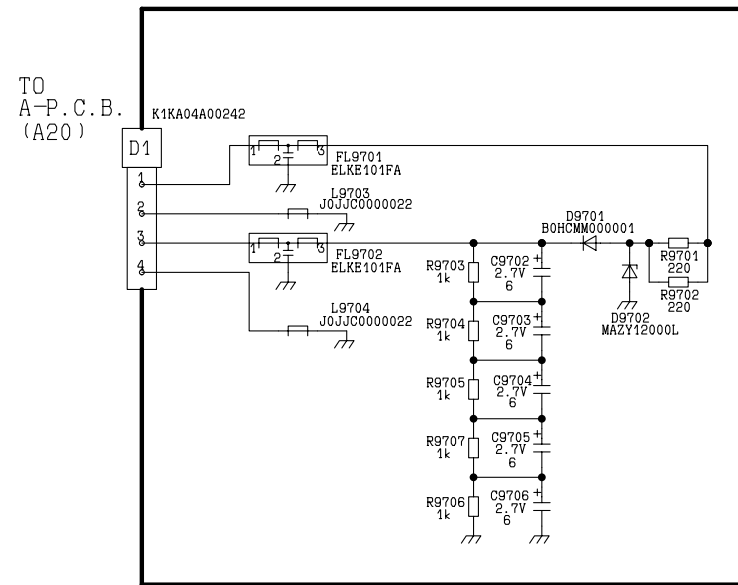 TO
A-P.C.B.
(A20)
K1KA04A00242
D1
1
2
3
4
1
2
3
FL9701
ELKE101FA
L9703
J0JJC0000022
1
2
3
FL9702
ELKE101FA
L9704
J0JJC0000022
D9701
B0HCMM000001
R9701
220
R9702
220
D9702
MAZY12000L
R9703
1k
C9702
2.7V
6
+
R9704
1k
C9703
2.7V
6
+
R9705
1k
C9704
2.7V
6
+
R9707
1k
C9705
2.7V
6
+
R9706
1k
C9706
2.7V
6
+